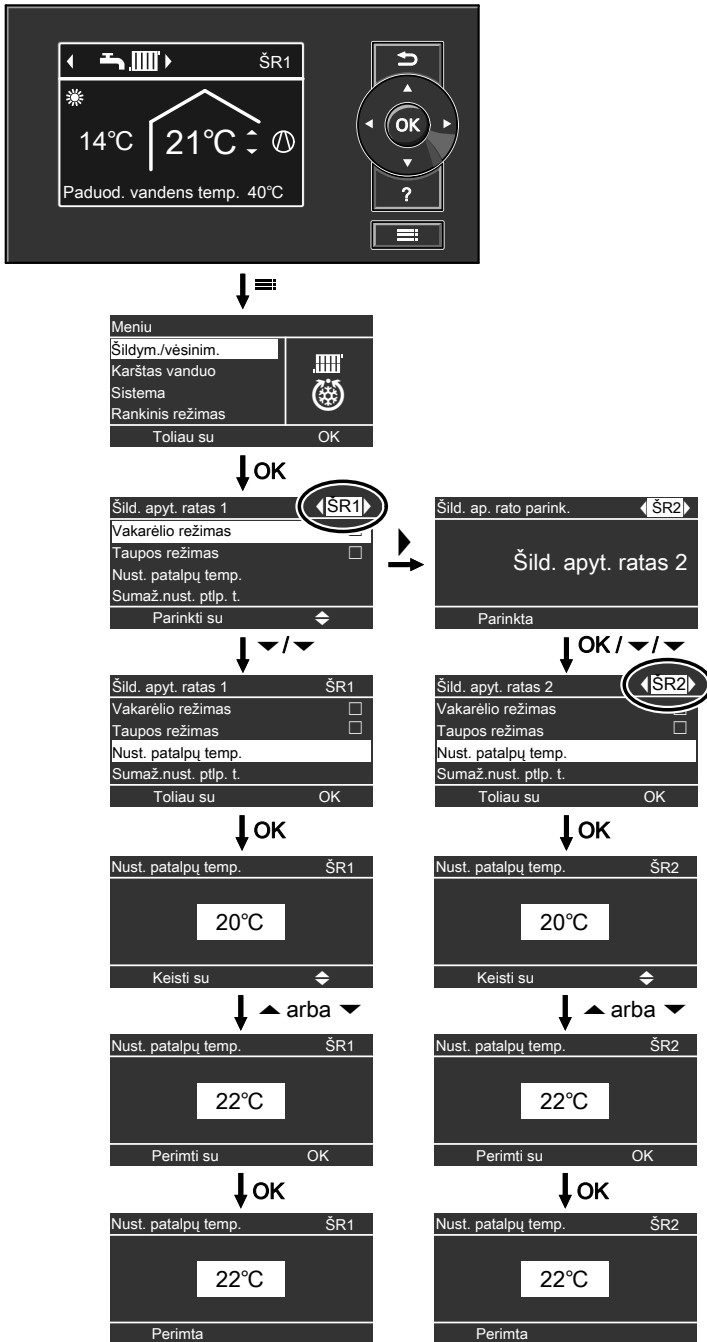 ŠR1
14°C 21°C
Paduod. vandens temp. 40°C
OK
?
Meniu
Šildym./vėsinim.
Karštas vanduo
Sistema
Rankinis režimas
Toliau su OK
OK
Šild. apyt. ratas 1 ŠR1
Vakarėlio režimas
Taupos režimas
Nust. patalpų temp.
Sumaž.nust. ptlp. t.
Parinkti su
Šild. ap. rato parink. ŠR2
Šild. apyt. ratas 2
Parinkta
/
OK / /
Šild. apyt. ratas 1 ŠR1
Vakarėlio režimas
Taupos režimas
Nust. patalpų temp.
Sumaž.nust. ptlp. t.
Toliau su OK
Šild. apyt. ratas 2 ŠR2
Vakarėlio režimas
Taupos režimas
Nust. patalpų temp.
Sumaž.nust. ptlp. t.
Toliau su OK
OK
OK
Nust. patalpų temp. ŠR1
20°C
Keisti su
Nust. patalpų temp. ŠR2
20°C
Keisti su
arba
arba
Nust. patalpų temp. ŠR1
22°C
Perimti su OK
Nust. patalpų temp. ŠR2
22°C
Perimti su OK
OK
OK
Nust. patalpų temp. ŠR1
22°C
Perimta
Nust. patalpų temp. ŠR2
22°C
Perimta